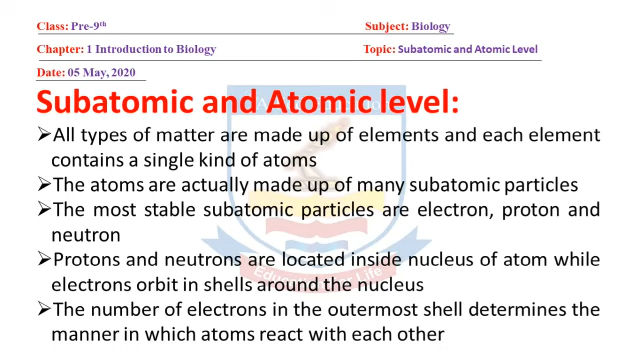 Class: Pre-9th Subject: Biology
Chapter: 1 Introduction to Biology Topic: Subatomic and Atomic Level
Date: 05 May, 2020
Subatomic and Atomic level:
➢All types of matter are made up of elements and each element
contains a single kind of atoms
➢The atoms are actually made up of many subatomic particles
➢The most stable subatomic particles are electron, proton and
neutron
➢Protons and neutrons are located inside nucleus of atom while
electrons orbit in shells around the nucleus
➢The number of electrons in the outermost shell determines the
manner in which atoms react with each other